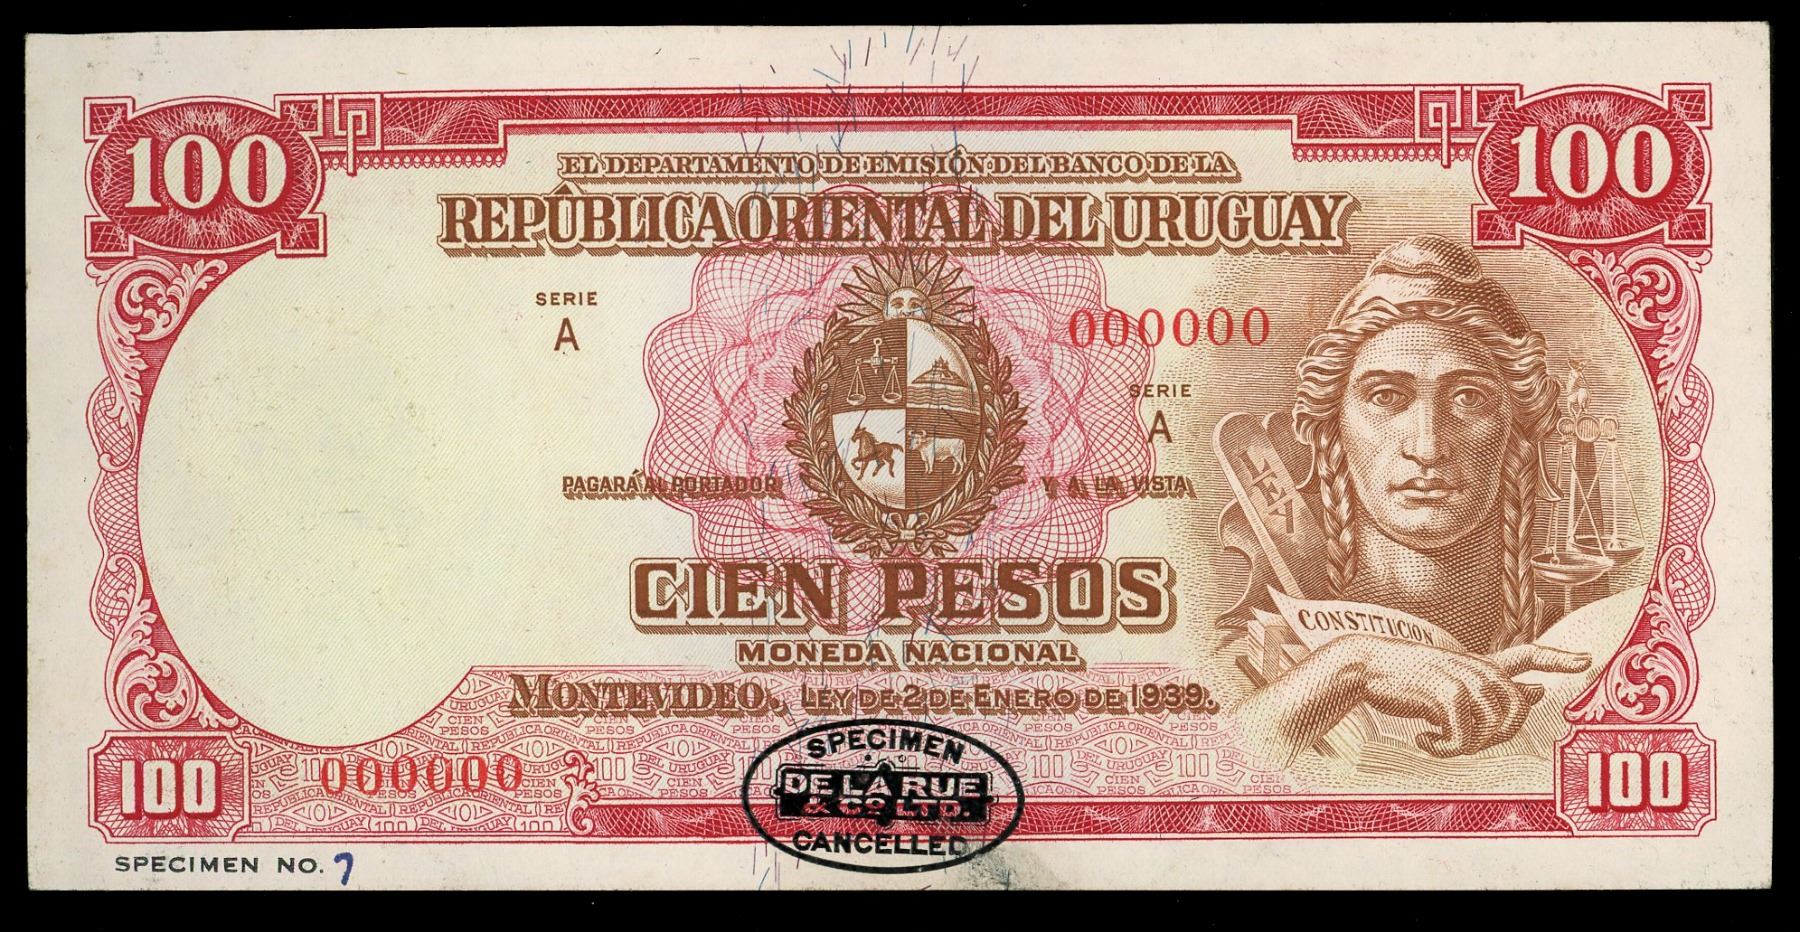 100 100
EL DEPARTAMENTO DE EMISIÓN DEL BANCO DE LA
REPÚBLICA ORIENTAL DEL URUGUAY
SERIE
A
000000
SERIE
A
LEY
PAGARÁ AL PORTADOR Y A LA VISTA
CIEN PESOS
CONSTITUCION
MONEDA NACIONAL
MONTEVIDEO. LEY DE 2 DE ENERO DE 1939.
000000
100 100
SPECIMEN
DE LA RUE
& CO. LTD.
CANCELLED
SPECIMEN NO. 7